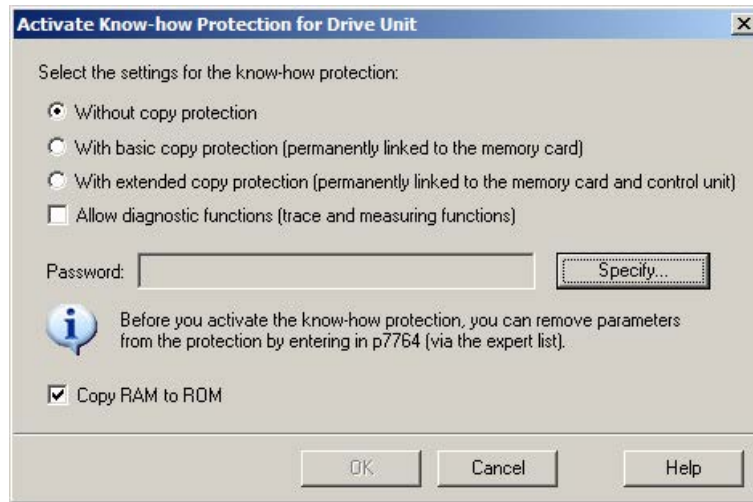 Activate Know-how Protection for Drive Unit
Select the settings for the know-how protection:
Without copy protection
With basic copy protection (permanently linked to the memory card)
With extended copy protection (permanently linked to the memory card and control unit)
Allow diagnostic functions (trace and measuring functions)
Password:
Specify...
Before you activate the know-how protection, you can remove parameters
from the protection by entering in p7764 (via the expert list).
Copy RAM to ROM
OK
Cancel
Help